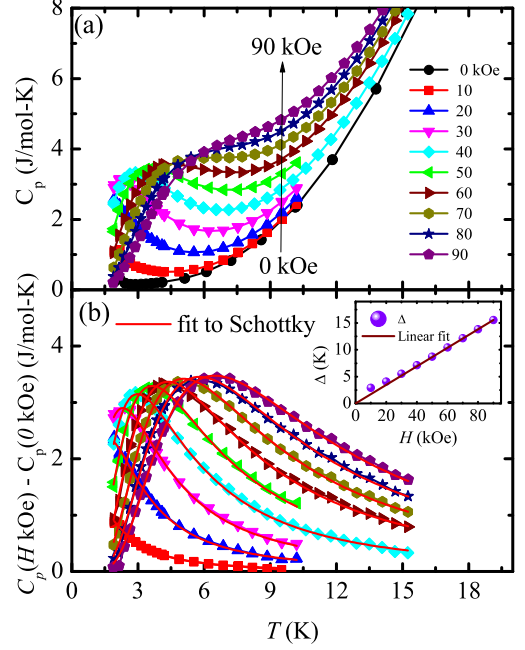 (a)
8
6
4
2
0
C_p (J/mol-K)
90 kOe
0 kOe
0 kOe
10
20
30
40
50
60
70
80
90
(b)
fit to Schottky
4
2
0
C_p(H kOe) - C_p(0 kOe) (J/mol-K)
15
10
5
0
Δ (K)
Δ
Linear fit
0 20 40 60 80
H (kOe)
0 3 6 9 12 15 18
T (K)